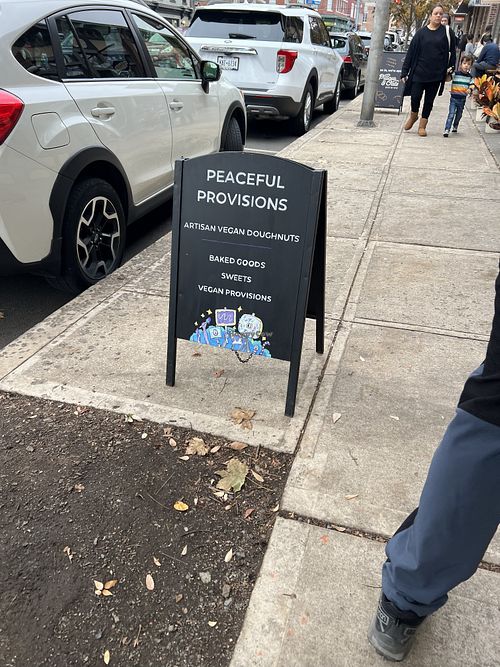 PEACEFUL
PROVISIONS
ARTISAN VEGAN DOUGHNUTS
BAKED GOODS
SWEETS
VEGAN PROVISIONS